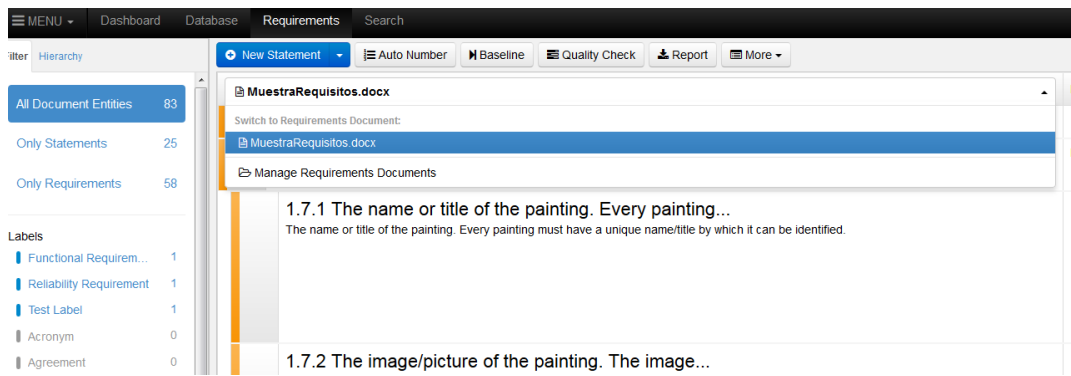 MENU Dashboard Database Requirements Search
Filter Hierarchy
New Statement Auto Number Baseline Quality Check Report More
All Document Entities 83
Only Statements 25
Only Requirements 58
Labels
Functional Requirem... 1
Reliability Requirement 1
Test Label 1
Acronym 0
Agreement 0
MuestraRequisitos.docx
Switch to Requirements Document:
MuestraRequisitos.docx
Manage Requirements Documents
1.7.1 The name or title of the painting. Every painting...
The name or title of the painting. Every painting must have a unique name/title by which it can be identified.
1.7.2 The image/picture of the painting. The image...